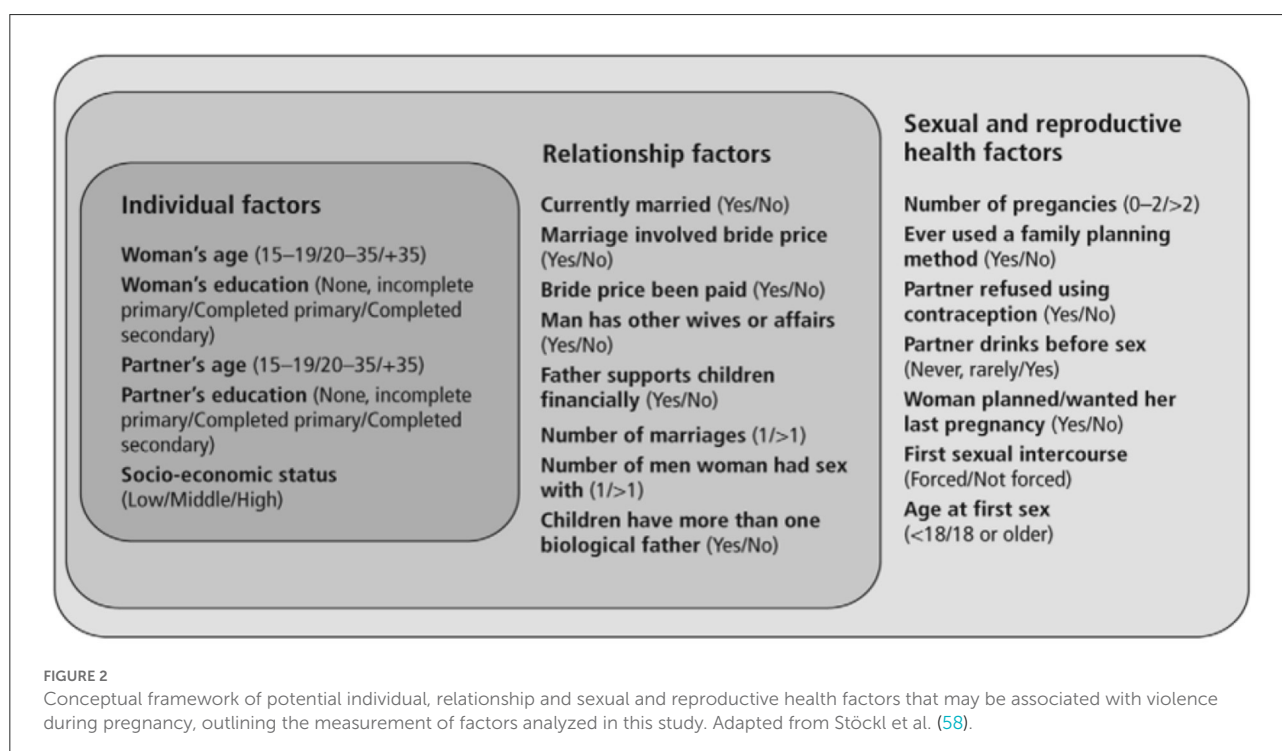 Individual factors
Woman's age (15–19/20–35/+35)
Woman's education (None, incomplete
primary/Completed primary/Completed
secondary)
Partner's age (15–19/20–35/+35)
Partner's education (None, incomplete
primary/Completed primary/Completed
secondary)
Socio-economic status
(Low/Middle/High)
Relationship factors
Currently married (Yes/No)
Marriage involved bride price
(Yes/No)
Bride price been paid (Yes/No)
Man has other wives or affairs
(Yes/No)
Father supports children
financially (Yes/No)
Number of marriages (1/>1)
Number of men woman had sex
with (1/>1)
Children have more than one
biological father (Yes/No)
Sexual and reproductive
health factors
Number of pregancies (0–2/>2)
Ever used a family planning
method (Yes/No)
Partner refused using
contraception (Yes/No)
Partner drinks before sex
(Never, rarely/Yes)
Woman planned/wanted her
last pregnancy (Yes/No)
First sexual intercourse
(Forced/Not forced)
Age at first sex
(<18/18 or older)
FIGURE 2
Conceptual framework of potential individual, relationship and sexual and reproductive health factors that may be associated with violence
during pregnancy, outlining the measurement of factors analyzed in this study. Adapted from Stöckl et al. (58).